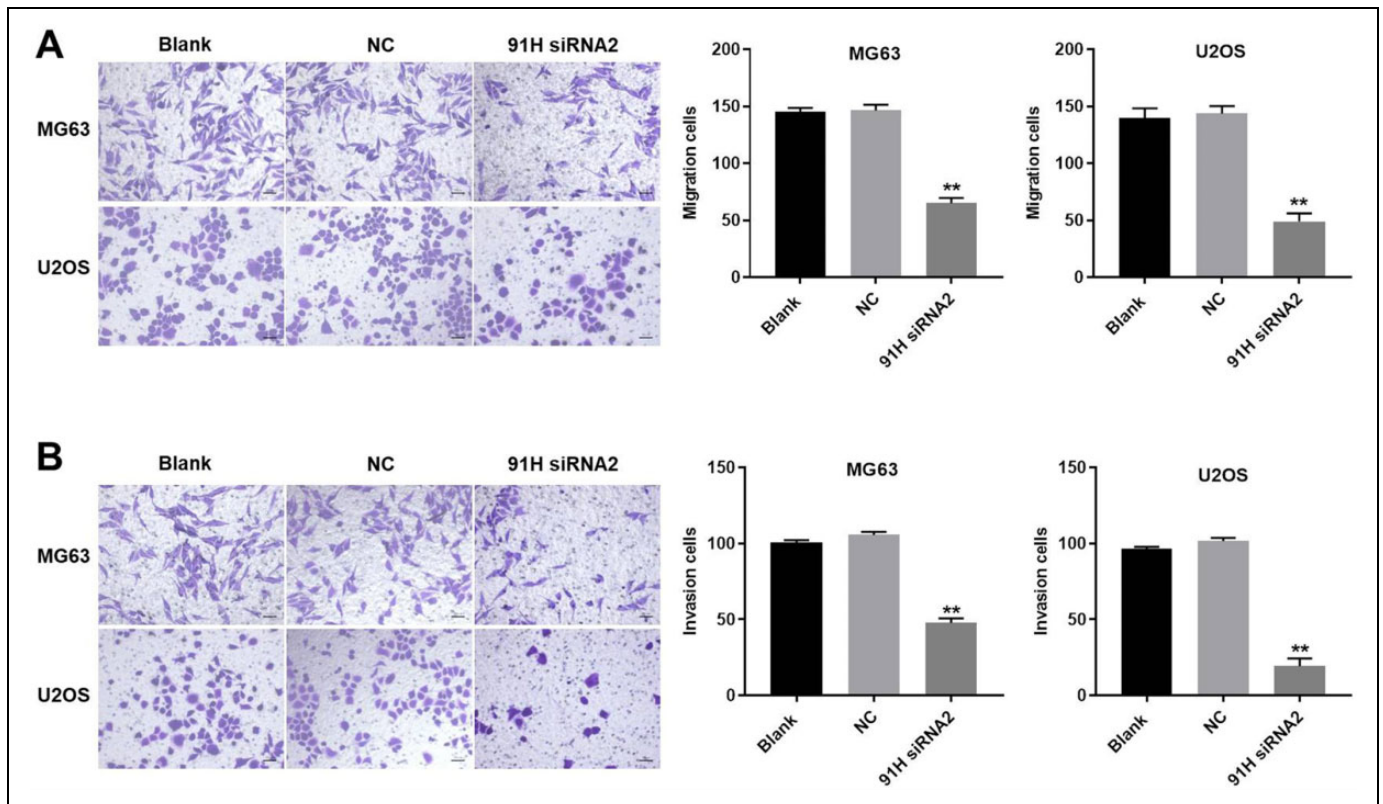 A
Blank NC 91H siRNA2
MG63
U2OS
MG63
200
150
100
50
0
Migration cells
**
Blank
NC
91H siRNA2
U2OS
200
150
100
50
0
Migration cells
**
Blank
NC
91H siRNA2
B
Blank NC 91H siRNA2
MG63
U2OS
MG63
150
100
50
0
Invasion cells
**
Blank
NC
91H siRNA2
U2OS
150
100
50
0
Invasion cells
**
Blank
NC
91H siRNA2